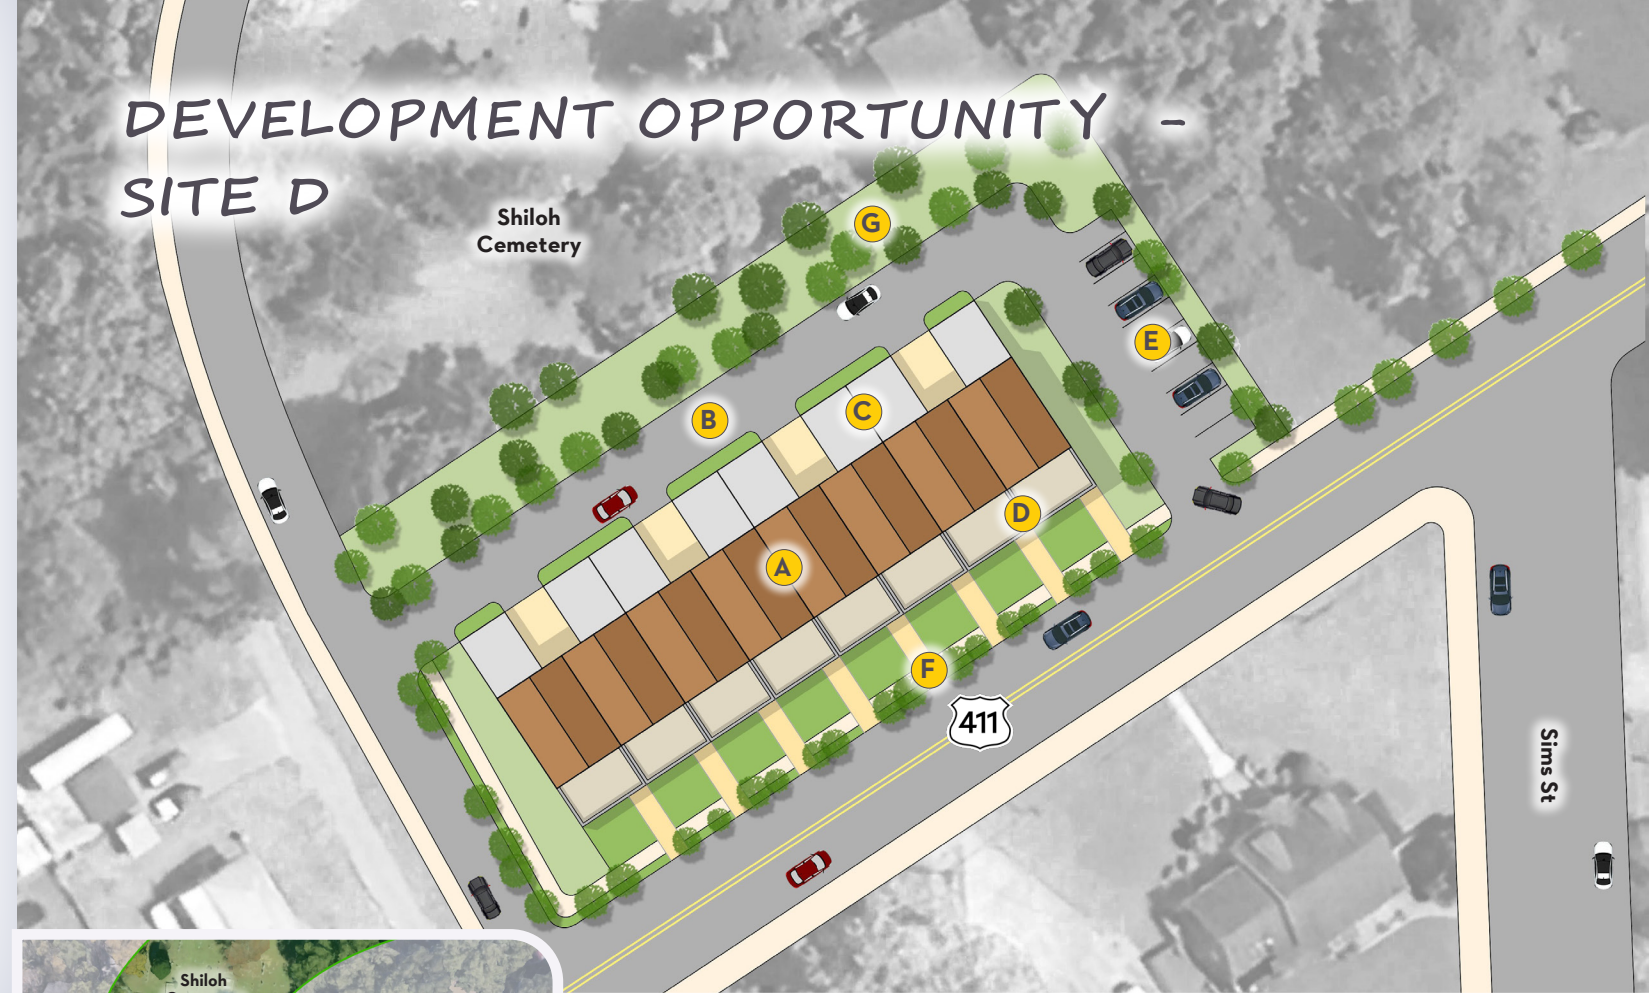 DEVELOPMENT OPPORTUNITY -
SITE D
Shiloh
Cemetery
G
E
B
C
D
A
F
411
Sims St
Shiloh